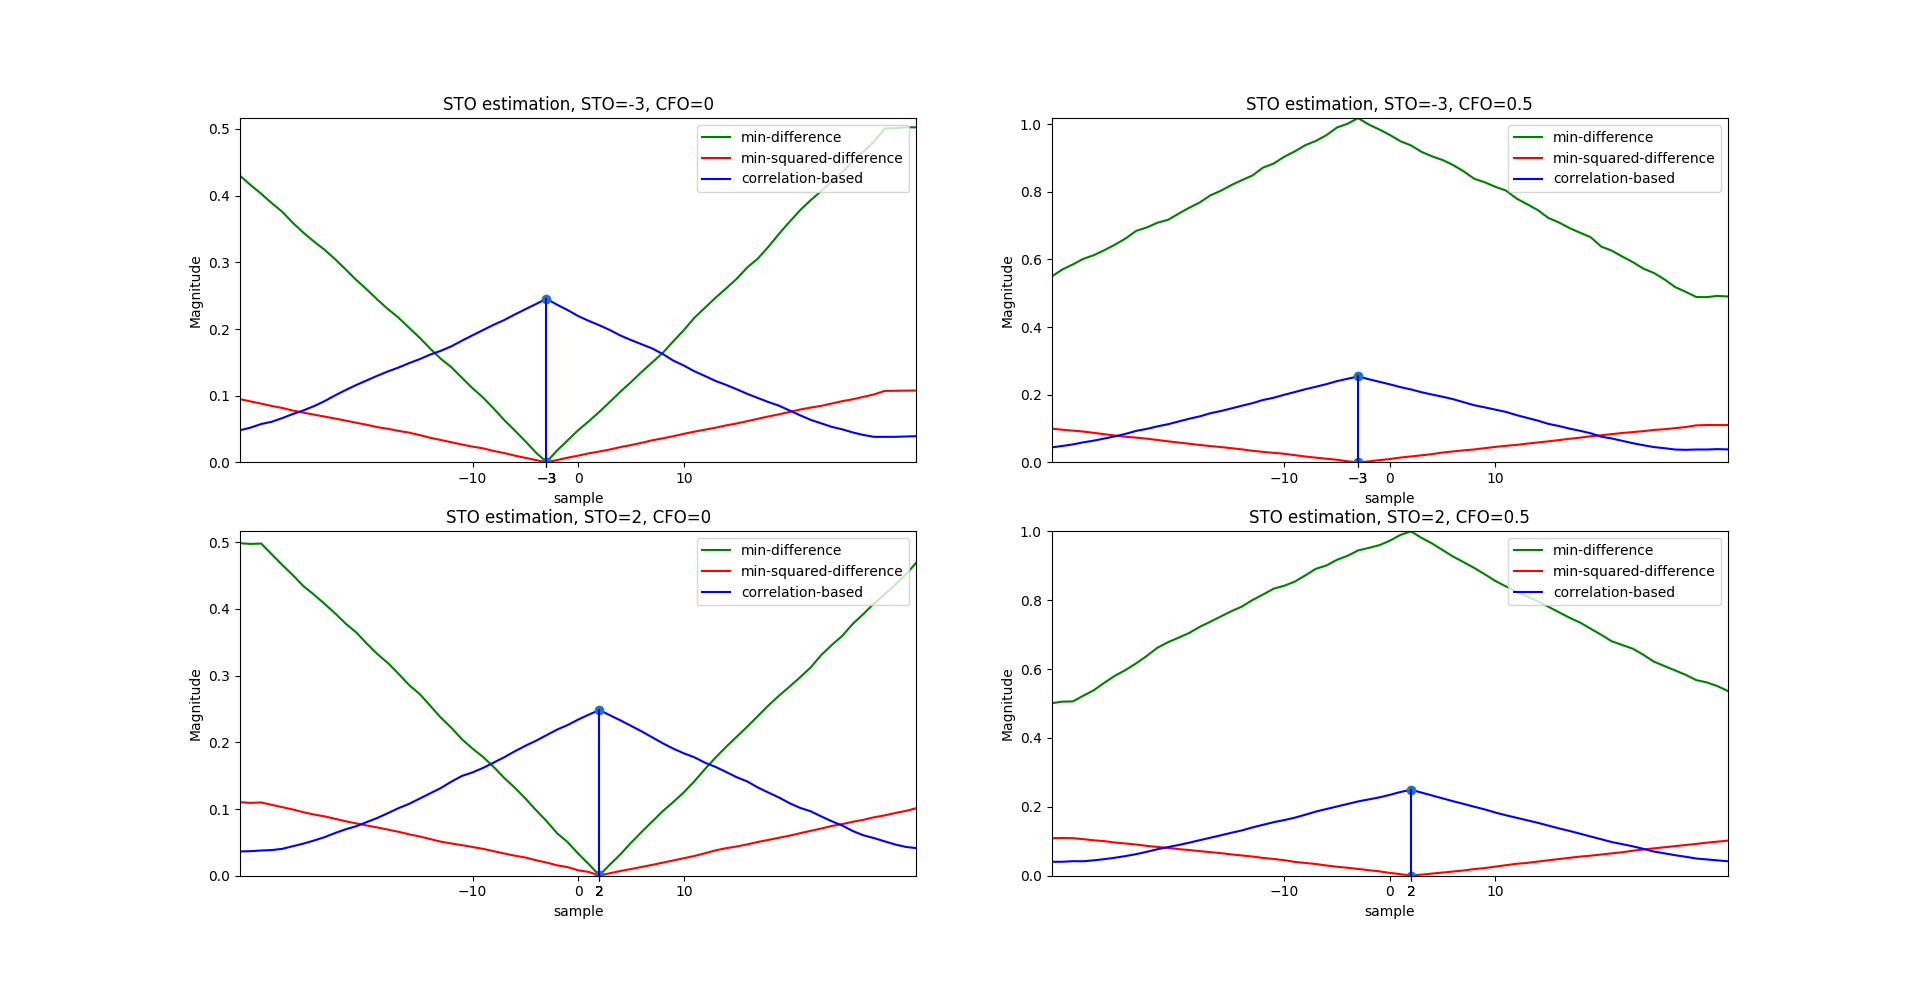 STO estimation, STO=-3, CFO=0
0.5
0.4
0.3
0.2
0.1
0.0
Magnitude
min-difference
min-squared-difference
correlation-based
−10 −3 0 10
sample
STO estimation, STO=-3, CFO=0.5
1.0
0.8
0.6
0.4
0.2
0.0
Magnitude
min-difference
min-squared-difference
correlation-based
−10 −3 0 10
sample
STO estimation, STO=2, CFO=0
0.5
0.4
0.3
0.2
0.1
0.0
Magnitude
min-difference
min-squared-difference
correlation-based
−10 0 2 10
sample
STO estimation, STO=2, CFO=0.5
1.0
0.8
0.6
0.4
0.2
0.0
Magnitude
min-difference
min-squared-difference
correlation-based
−10 0 2 10
sample